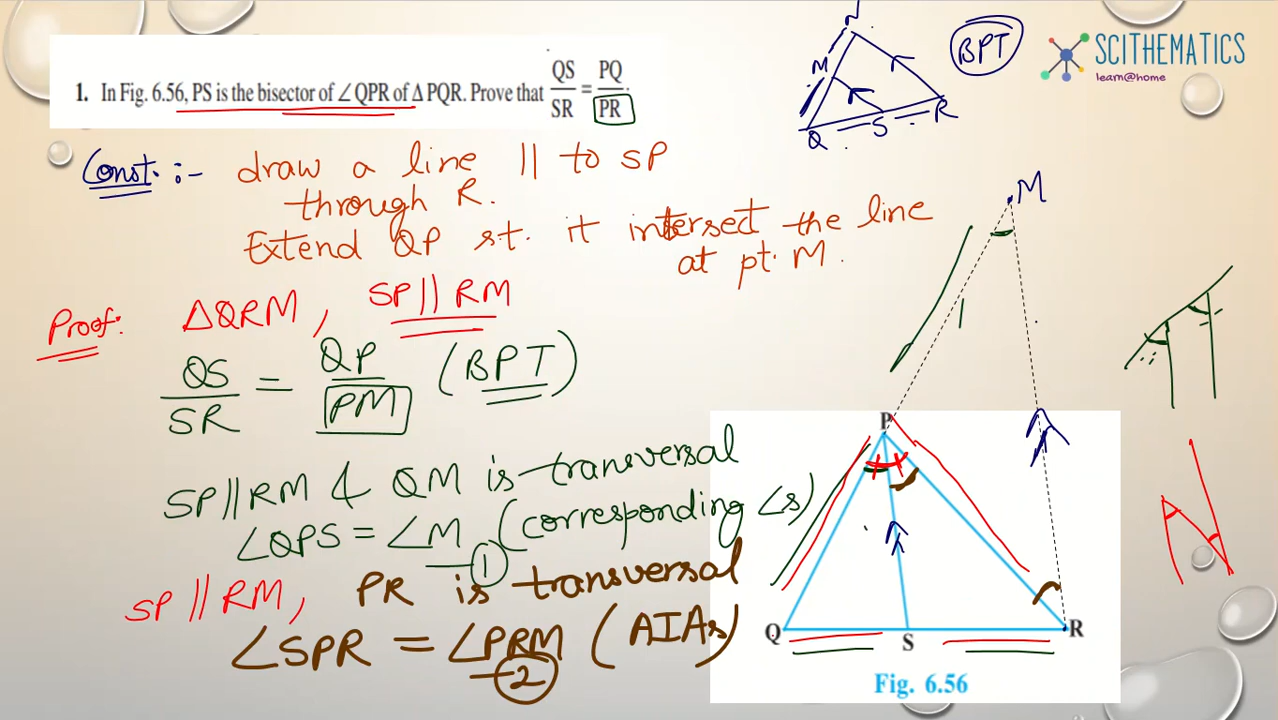 1. In Fig. 6.56, PS is the bisector of ∠QPR of Δ PQR. Prove that QS/SR = PQ/PR.
N
M
Q
S
R
BPT
SCITHEMATICS
learn@home
Const. :- draw a line || to SP
through R.
Extend QP st. it intersect the line
at pt. M.
M
Proof: ΔQRM, SP || RM
QS/SR = QP/PM (BPT)
SP || RM & QM is transversal
∠QPS = ∠M (corresponding ∠s)
1
SP || RM, PR is transversal
∠SPR = ∠PRM (AIAs)
2
P
Q
S
R
Fig. 6.56